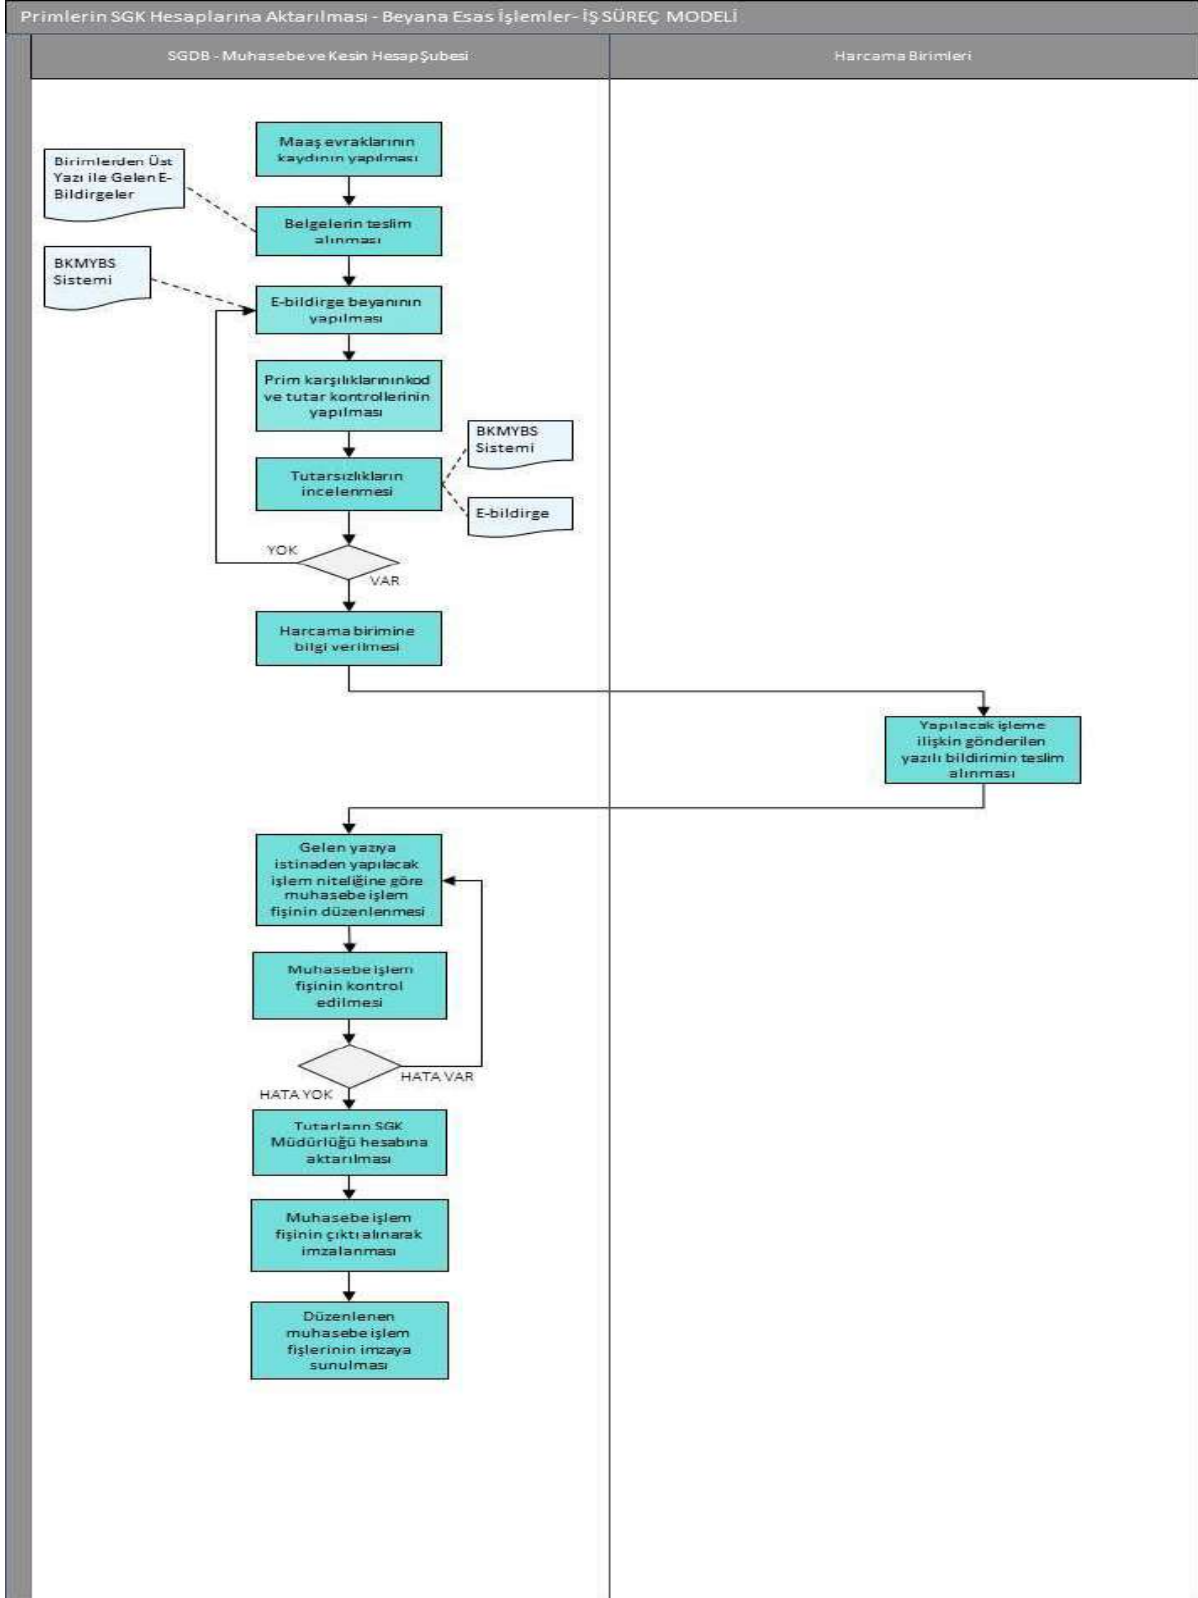 Primlerin SGK Hesaplarına Aktarılması - Beyana Esas İşlemler- İŞ SÜREÇ MODELİ
SGDB - Muhasebe ve Kesin Hesap Şubesi
Harcama Birimleri
Maaş evraklarının
kaydının yapılması
Birimlerden Üst
Yazı ile Gelen E-
Bildirgeler
Belgelerin teslim
alınması
BKMYBS
Sistemi
E-bildirge beyanının
yapılması
Prim karşılıklarınınkod
ve tutar kontrollerinin
yapılması
BKMYBS
Sistemi
Tutarsızlıkların
incelenmesi
E-bildirge
YOK
VAR
Harcama birimine
bilgi verilmesi
Yapılacak işleme
ilişkin gönderilen
yazılı bildirimin teslim
alınması
Gelen yazıya
istinaden yapılacak
işlem niteliğine göre
muhasebe işlem
fişinin düzenlenmesi
Muhasebe işlem
fişinin kontrol
edilmesi
HATA VAR
HATA YOK
Tutarların SGK
Müdürlüğü hesabına
aktarılması
Muhasebe işlem
fişinin çıktı alınarak
imzalanması
Düzenlenen
muhasebe işlem
fişlerinin imzaya
sunulması